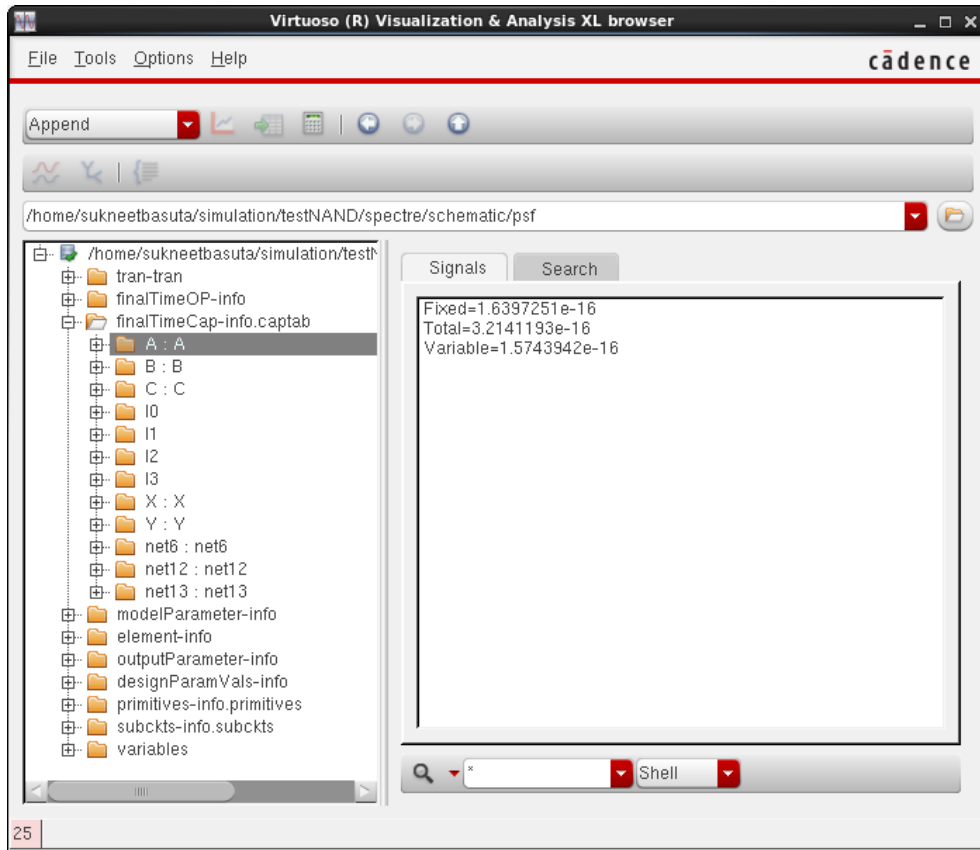 Virtuoso (R) Visualization & Analysis XL browser
File Tools Options Help
cādence
Append
/home/sukneetbasuta/simulation/testNAND/spectre/schematic/psf
/home/sukneetbasuta/simulation/test
tran-tran
finalTimeOP-info
finalTimeCap-info.captab
A : A
B : B
C : C
I0
I1
I2
I3
X : X
Y : Y
net6 : net6
net12 : net12
net13 : net13
modelParameter-info
element-info
outputParameter-info
designParamVals-info
primitives-info.primitives
subckts-info.subckts
variables
Signals Search
Fixed=1.6397251e-16
Total=3.2141193e-16
Variable=1.5743942e-16
* Shell
25